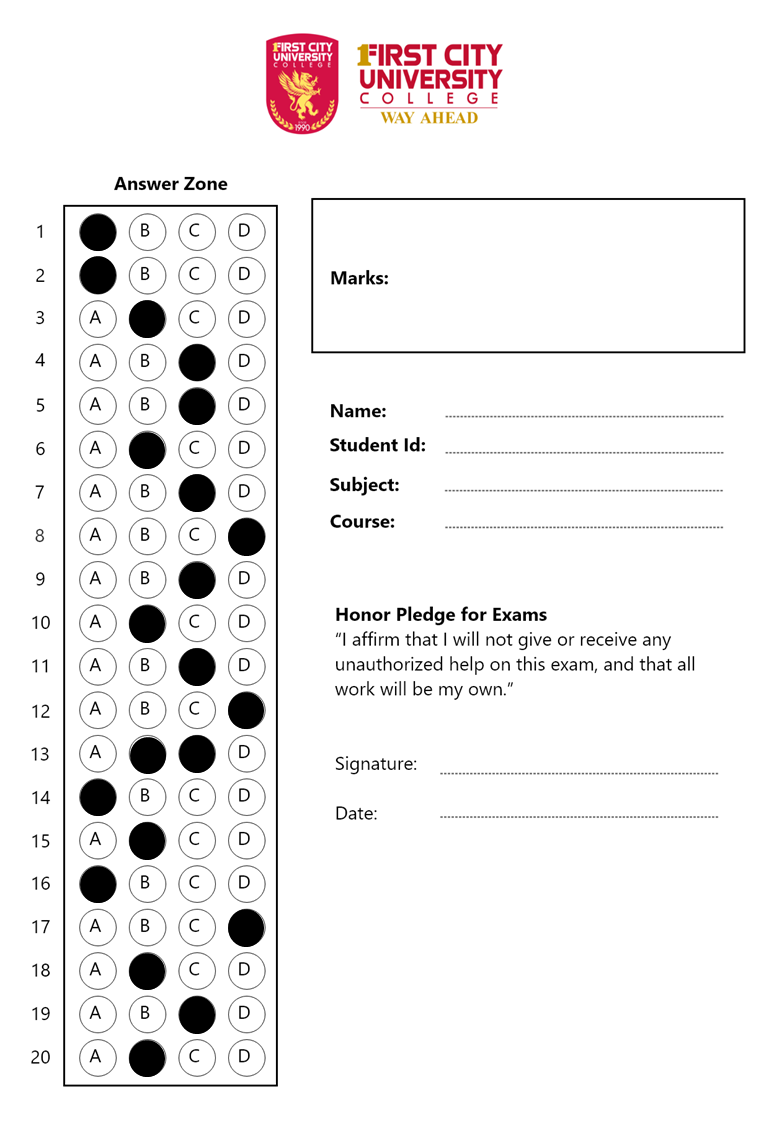 1FIRST CITY
UNIVERSITY
COLLEGE
1990
1FIRST CITY
UNIVERSITY
COLLEGE
WAY AHEAD
Answer Zone
1 B C D
2 B C D
3 A C D
4 A B D
5 A B D
6 A C D
7 A B D
8 A B C
9 A B D
10 A C D
11 A B D
12 A B C
13 A D
14 B C D
15 A C D
16 B C D
17 A B C
18 A C D
19 A B D
20 A C D
Marks:
Name:
Student Id:
Subject:
Course:
Honor Pledge for Exams
“I affirm that I will not give or receive any
unauthorized help on this exam, and that all
work will be my own.”
Signature:
Date: